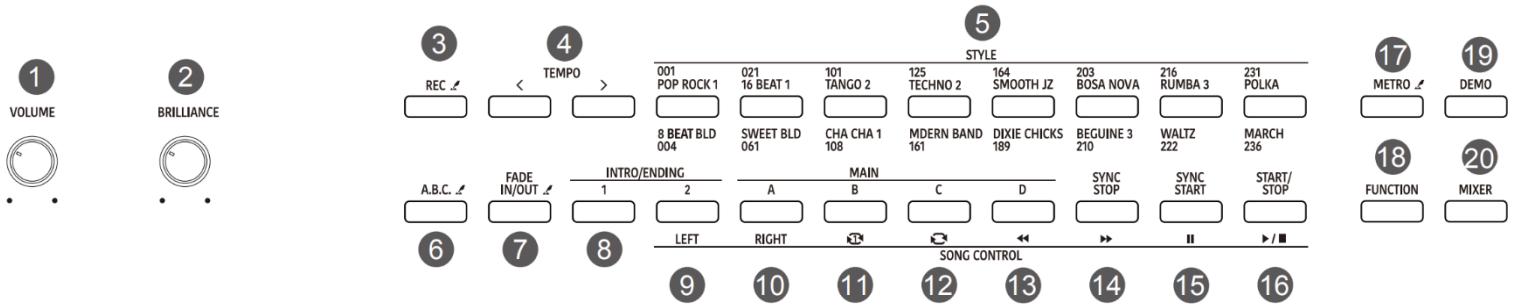 1
2
3
4
5
17
19
VOLUME
BRILLIANCE
REC
TEMPO
< >
STYLE
001 021 101 125 164 203 216 231
POP ROCK 1 16 BEAT 1 TANGO 2 TECHNO 2 SMOOTH JZ BOSA NOVA RUMBA 3 POLKA
METRO
DEMO
8 BEAT BLD SWEET BLD CHA CHA 1 MDERN BAND DIXIE CHICKS BEGUINE 3 WALTZ MARCH
004 061 108 161 189 210 222 236
18
20
A.B.C.
FADE
IN/OUT
INTRO/ENDING
1 2
MAIN
A B C D
SYNC
STOP
SYNC
START
START/
STOP
FUNCTION
MIXER
6
7
8
LEFT RIGHT
1
SONG CONTROL
9
10
11
12
13
14
15
16